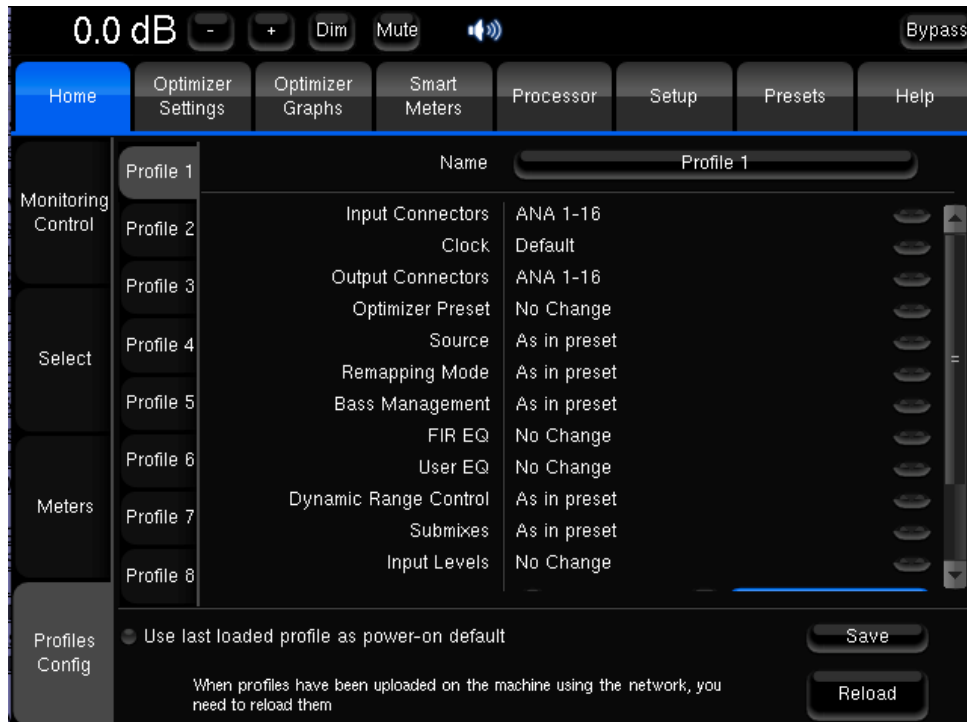 0.0 dB - + Dim Mute Bypass
Home Optimizer Settings Optimizer Graphs Smart Meters Processor Setup Presets Help
Monitoring Control
Select
Meters
Profiles Config
Profile 1
Profile 2
Profile 3
Profile 4
Profile 5
Profile 6
Profile 7
Profile 8
Name Profile 1
Input Connectors ANA 1-16
Clock Default
Output Connectors ANA 1-16
Optimizer Preset No Change
Source As in preset
Remapping Mode As in preset
Bass Management As in preset
FIR EQ No Change
User EQ No Change
Dynamic Range Control As in preset
Submixes As in preset
Input Levels No Change
Use last loaded profile as power-on default
Save
When profiles have been uploaded on the machine using the network, you
need to reload them
Reload